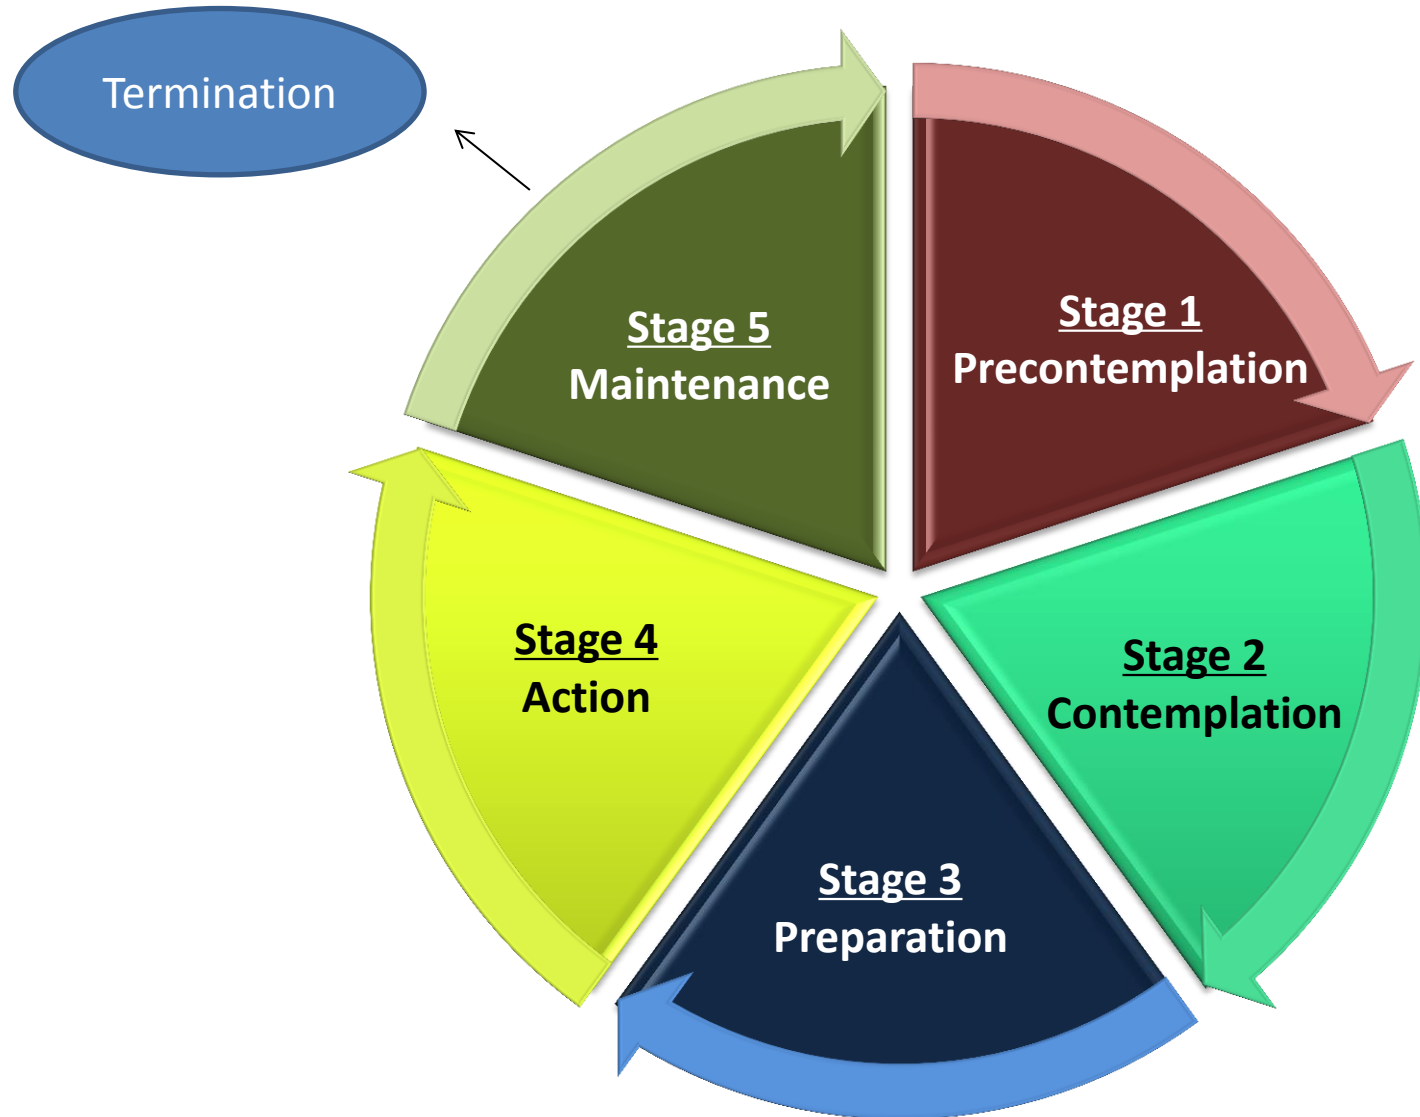 Termination
Stage 1
Precontemplation
Stage 2
Contemplation
Stage 3
Preparation
Stage 4
Action
Stage 5
Maintenance